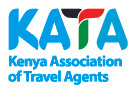 KATA
Kenya Association
of Travel Agents